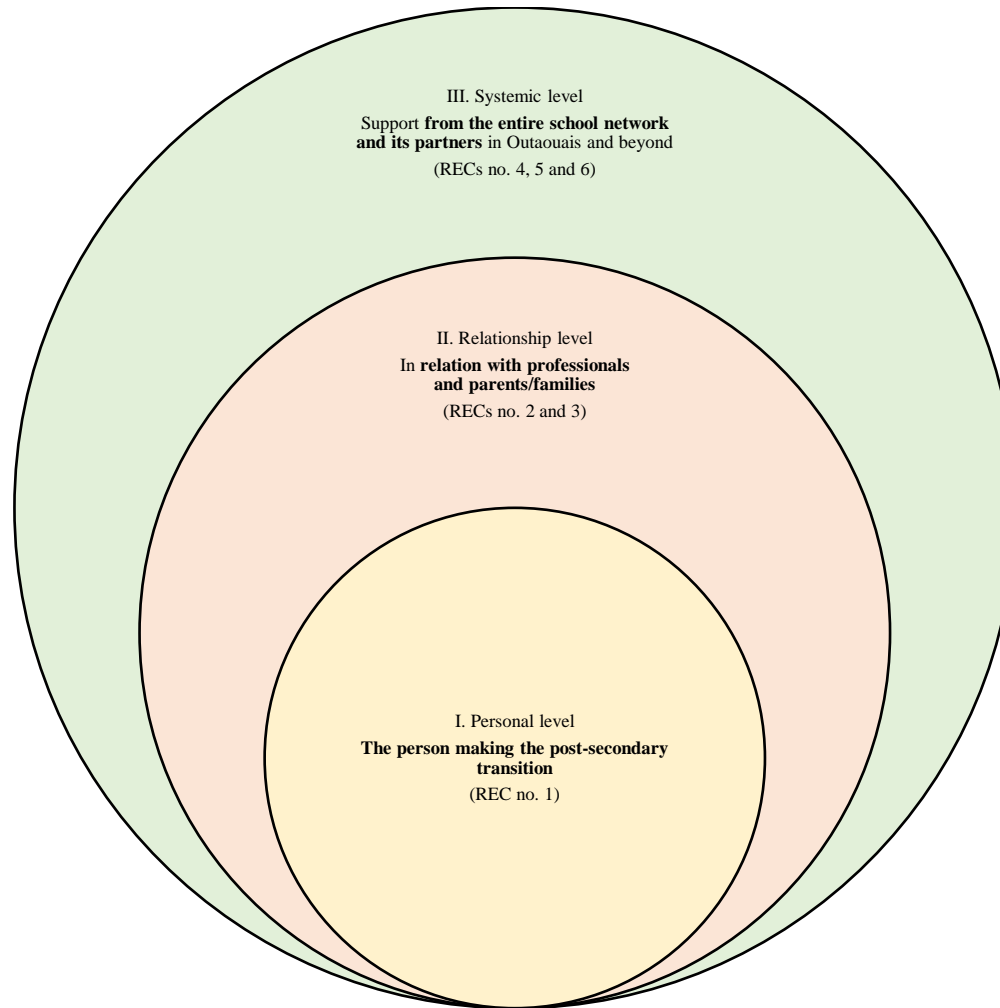 III. Systemic level
Support from the entire school network
and its partners in Outaouais and beyond
(RECs no. 4, 5 and 6)
II. Relationship level
In relation with professionals
and parents/families
(RECs no. 2 and 3)
I. Personal level
The person making the post-secondary
transition
(REC no. 1)